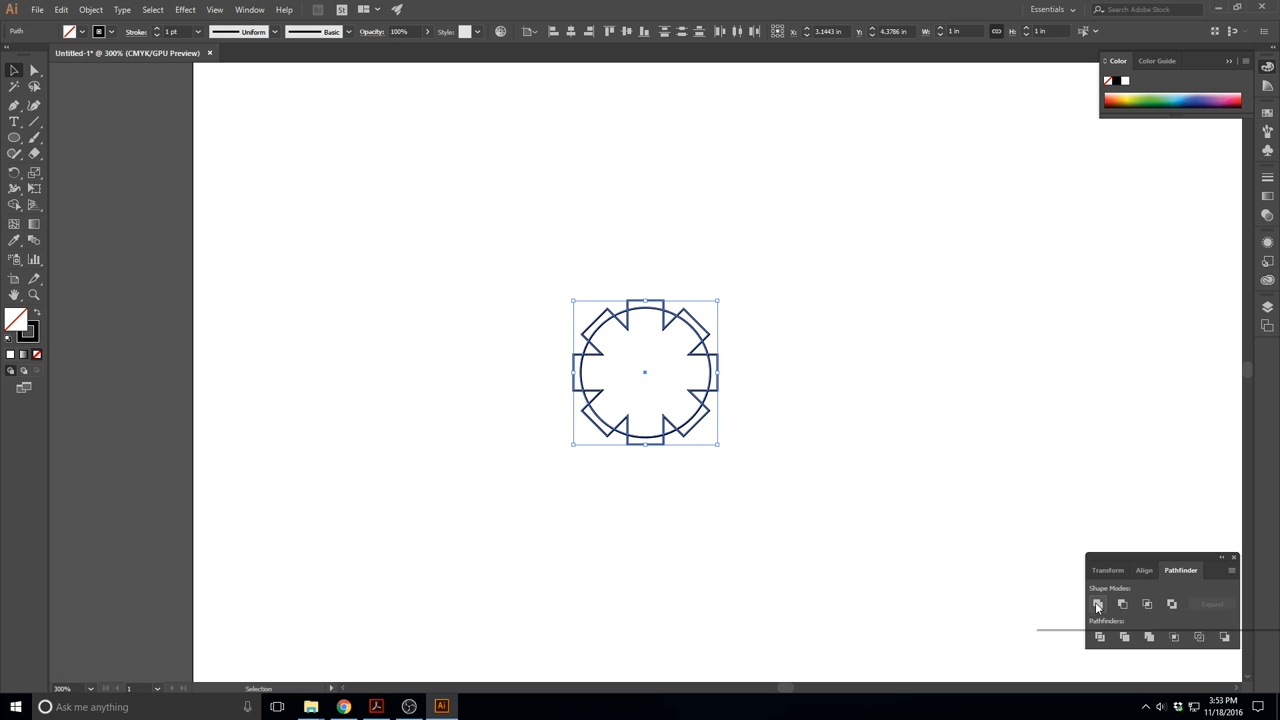 Ai File Edit Object Type Select Effect View Window Help Br St Essentials Search Adobe Stock
Path Stroke: 1 pt Uniform Basic Opacity: 100% Style: X: 3.1443 in Y: 4.3786 in W: 1 in H: 1 in
Untitled-1* @ 300% (CMYK/GPU Preview) ×
Color Color Guide
Transform Align Pathfinder
Shape Modes:
Expand
Pathfinders:
300% 1 Selection
Ask me anything Ai 3:53 PM
11/18/2016